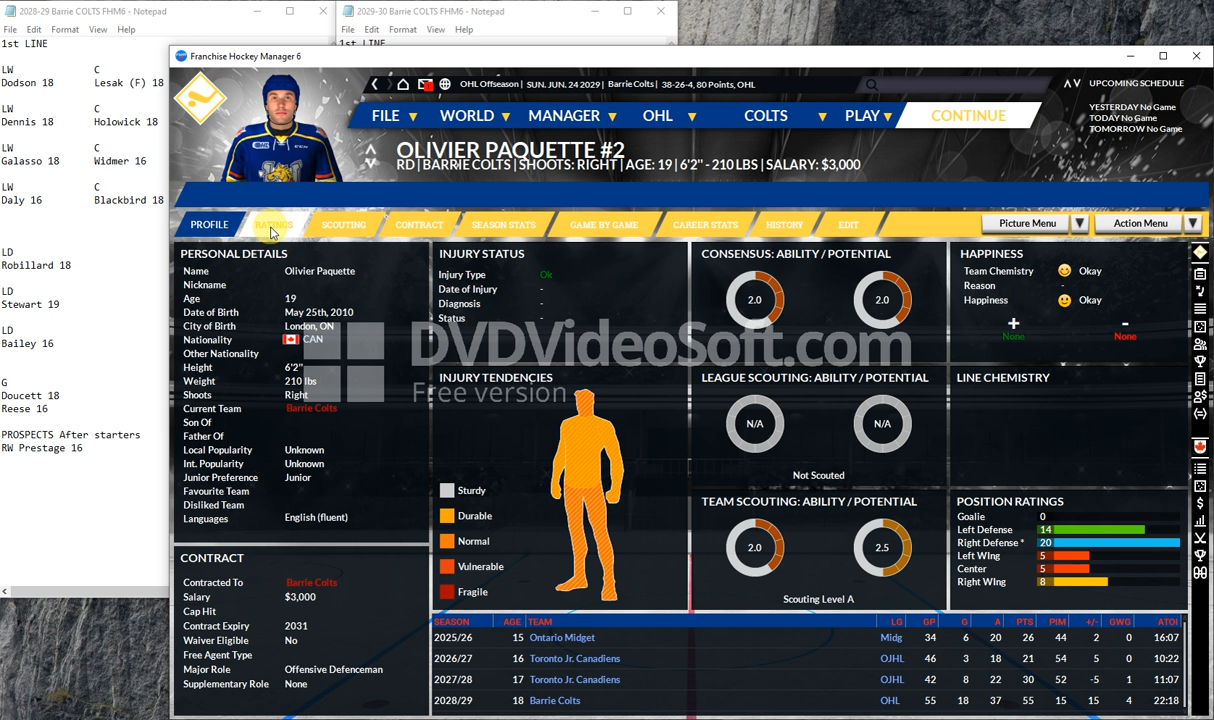 2028-29 Barrie COLTS FHM6 - Notepad
2029-30 Barrie COLTS FHM6 - Notepad
File Edit Format View Help
File Edit Format View Help
1st LINE
1st LINE
LW C
Dodson 18 Lesak (F) 18
LW C
Dennis 18 Holowick 18
LW C
Galasso 18 Widmer 16
LW C
Daly 16 Blackbird 18
LD
Robillard 18
LD
Stewart 19
LD
Bailey 16
G
Doucett 18
Reese 16
PROSPECTS After starters
RW Prestage 16
Franchise Hockey Manager 6
OHL Offseason | SUN. JUN. 24 2029 | Barrie Colts | 38-26-4, 80 Points, OHL
UPCOMING SCHEDULE
YESTERDAY No Game
TODAY No Game
TOMORROW No Game
FILE WORLD MANAGER OHL COLTS PLAY CONTINUE
OLIVIER PAQUETTE #2
RD | BARRIE COLTS | SHOOTS: RIGHT | AGE: 19 | 6'2" - 210 LBS | SALARY: $3,000
PROFILE RATINGS SCOUTING CONTRACT SEASON STATS GAME BY GAME CAREER STATS HISTORY EDIT
Picture Menu Action Menu
PERSONAL DETAILS
Name Olivier Paquette
Nickname
Age 19
Date of Birth May 25th, 2010
City of Birth London, ON
Nationality CAN
Other Nationality
Height 6'2"
Weight 210 lbs
Shoots Right
Current Team Barrie Colts
Son Of
Father Of
Local Popularity Unknown
Int. Popularity Unknown
Junior Preference Junior
Favourite Team
Disliked Team
Languages English (fluent)
CONTRACT
Contracted To Barrie Colts
Salary $3,000
Cap Hit
Contract Expiry 2031
Waiver Eligible No
Free Agent Type
Major Role Offensive Defenceman
Supplementary Role None
INJURY STATUS
Injury Type Ok
Date of Injury -
Diagnosis -
Status -
INJURY TENDENCIES
Sturdy
Durable
Normal
Vulnerable
Fragile
CONSENSUS: ABILITY / POTENTIAL
2.0 2.0
LEAGUE SCOUTING: ABILITY / POTENTIAL
N/A N/A
Not Scouted
TEAM SCOUTING: ABILITY / POTENTIAL
2.0 2.5
Scouting Level A
HAPPINESS
Team Chemistry Okay
Reason -
Happiness Okay
+ -
None None
LINE CHEMISTRY
POSITION RATINGS
Goalie 0
Left Defense 14
Right Defense * 20
Left Wing 5
Center 5
Right Wing 8
SEASON AGE TEAM LG GP G A PTS PIM +/- GWG ATOI
2025/26 15 Ontario Midget Midg 34 6 20 26 44 2 0 16:07
2026/27 16 Toronto Jr. Canadiens OJHL 46 3 18 21 54 5 0 10:22
2027/28 17 Toronto Jr. Canadiens OJHL 42 8 22 30 52 -5 1 11:07
2028/29 18 Barrie Colts OHL 55 18 37 55 15 15 4 22:18
DVDVideoSoft.com
Free version